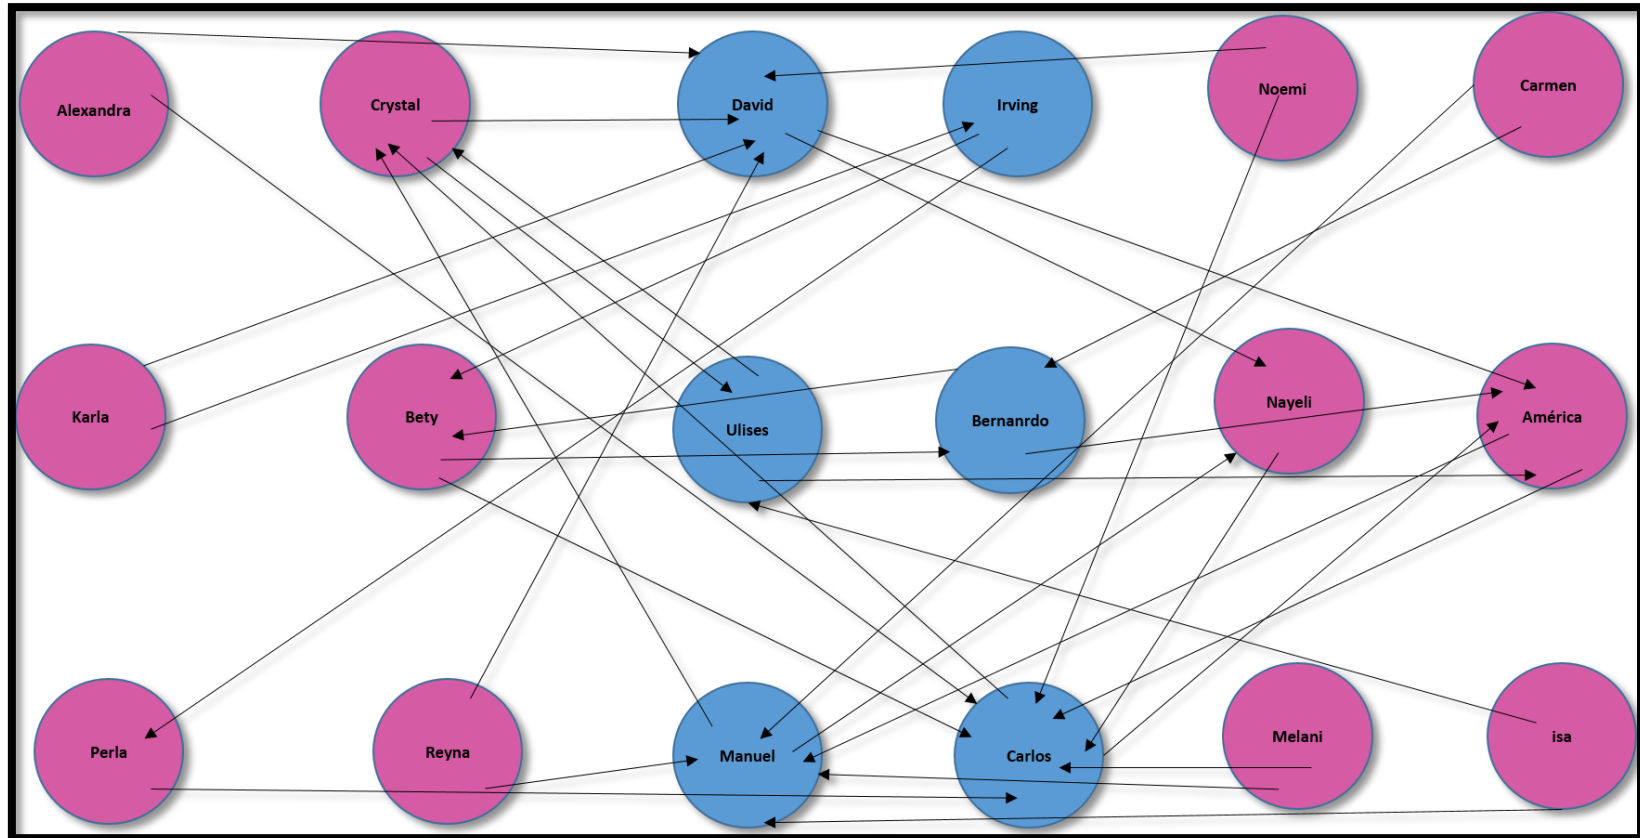 Alexandra
Crystal
David
Irving
Noemi
Carmen
Karla
Bety
Ulises
Bernanrdo
Nayeli
América
Perla
Reyna
Manuel
Carlos
Melani
isa